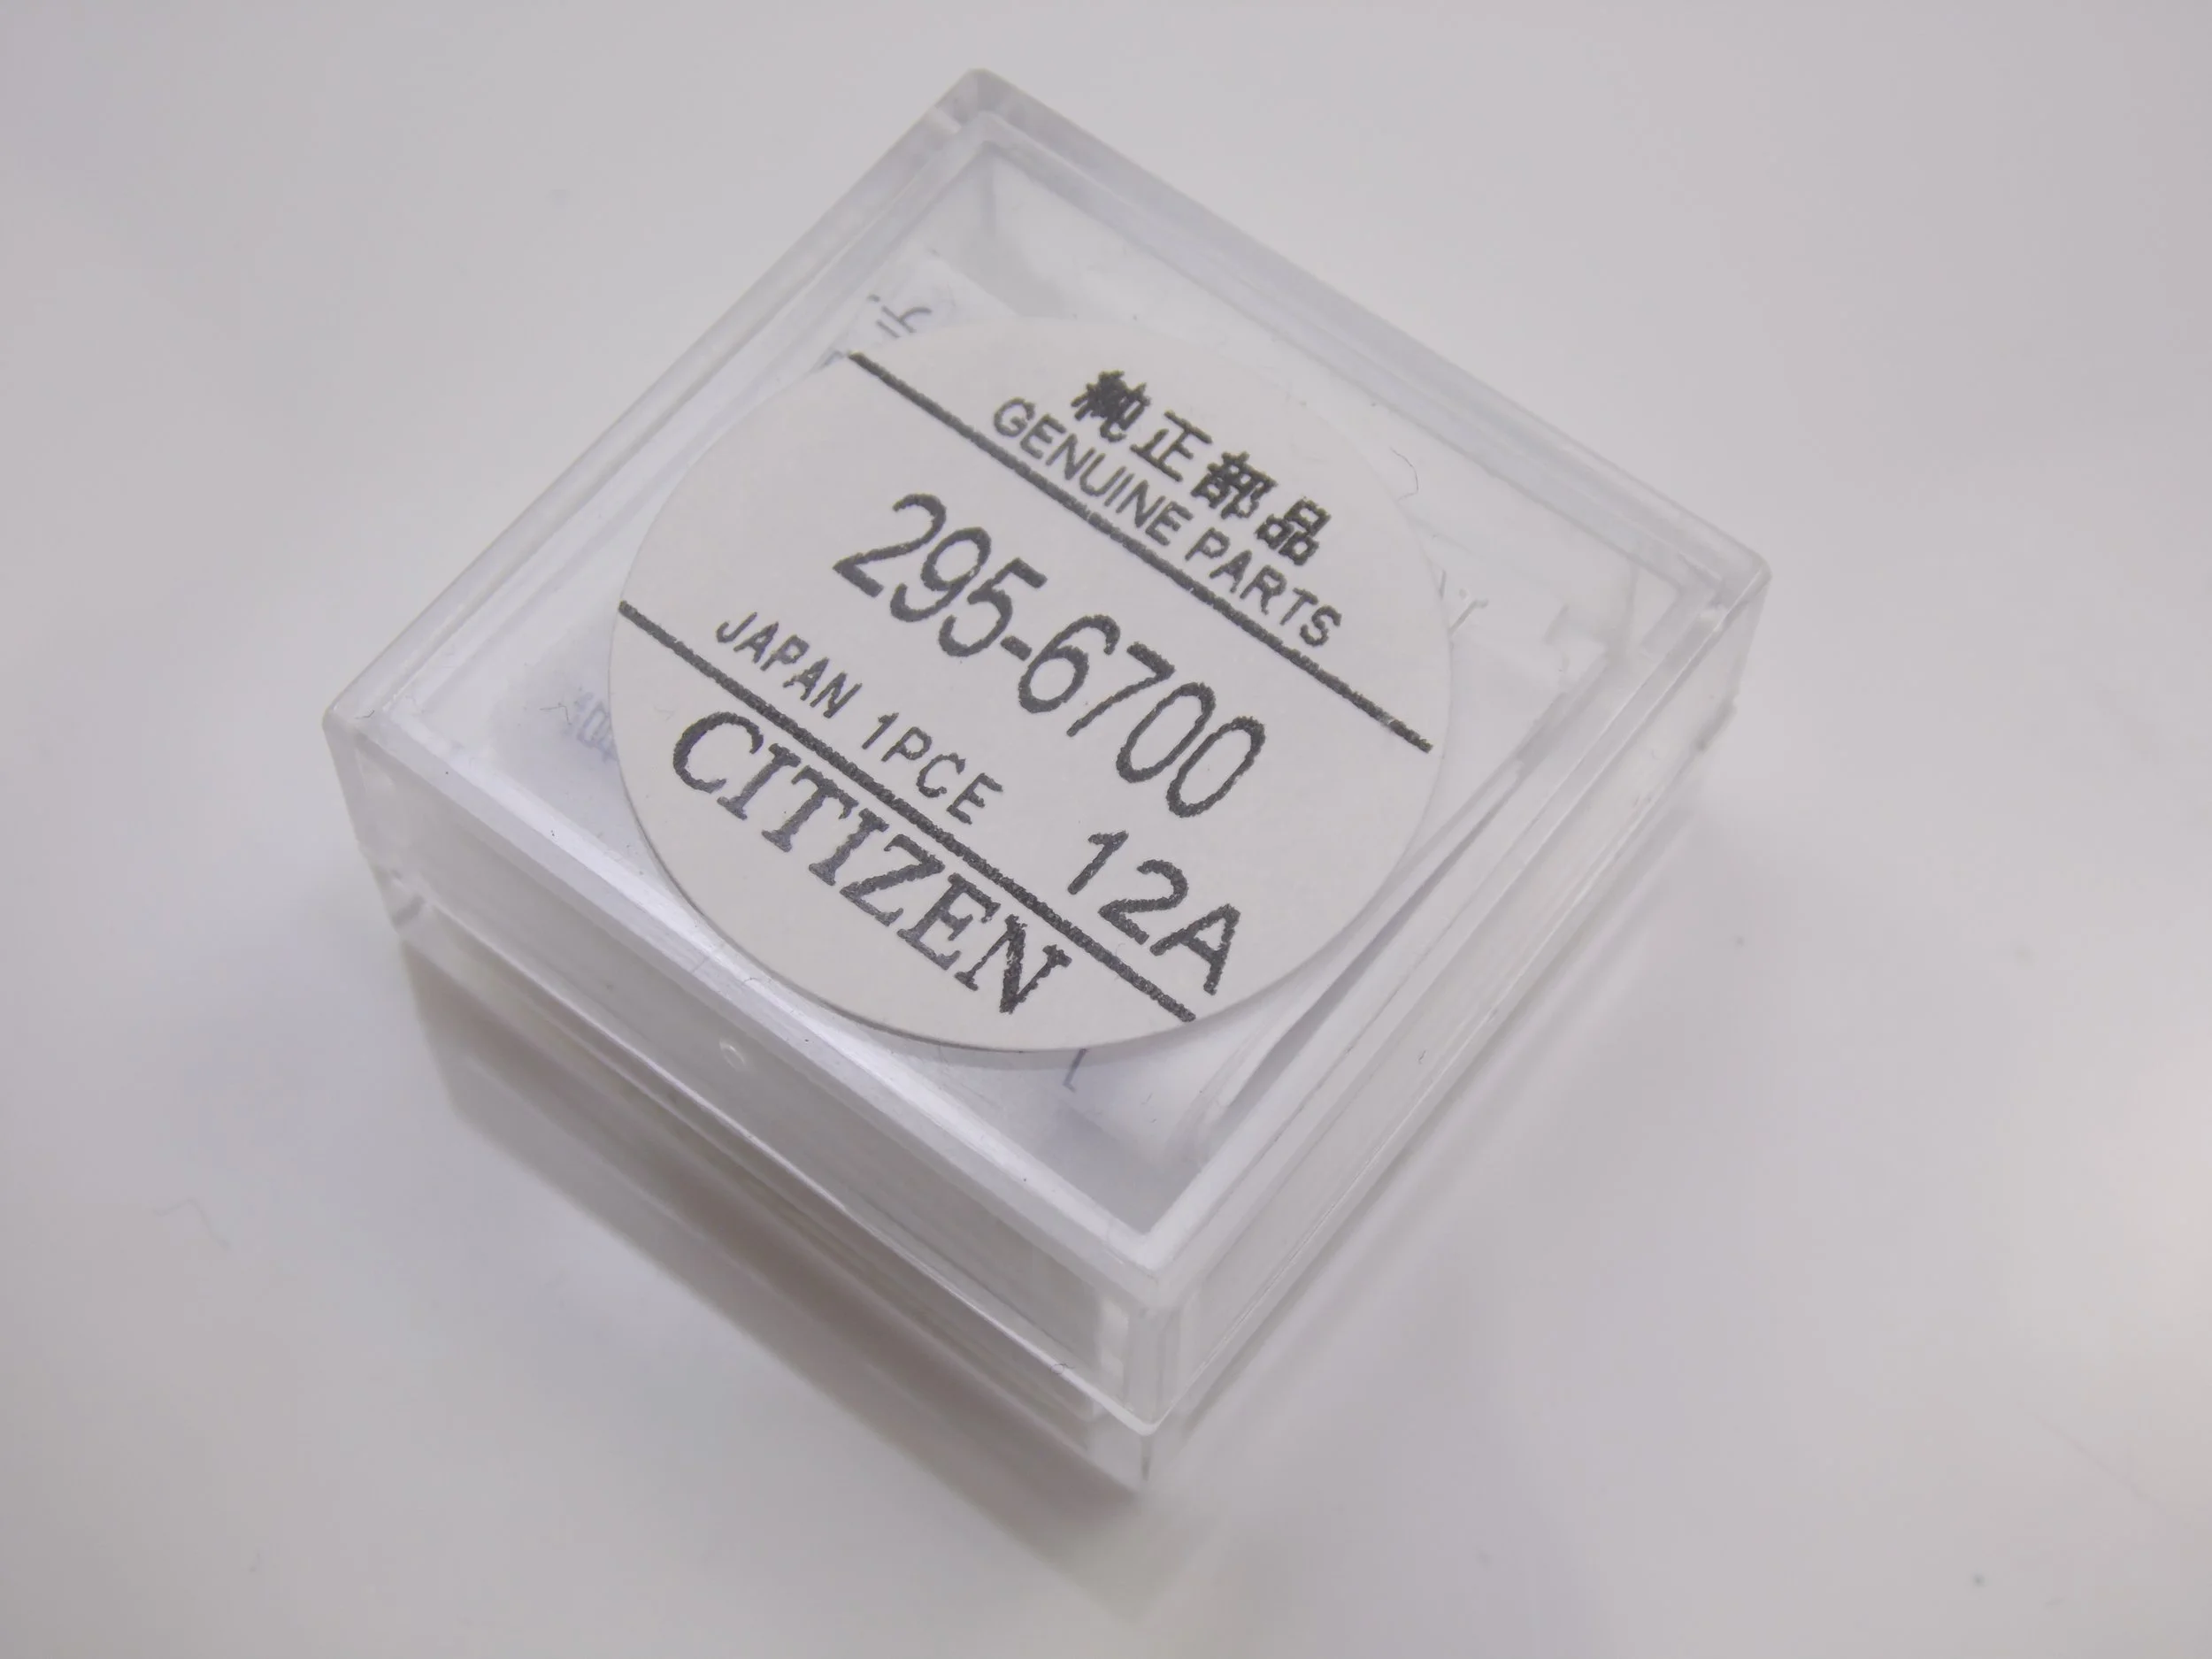 純正部品
GENUINE PARTS
295-6700
JAPAN 1PCE 12A
CITIZEN